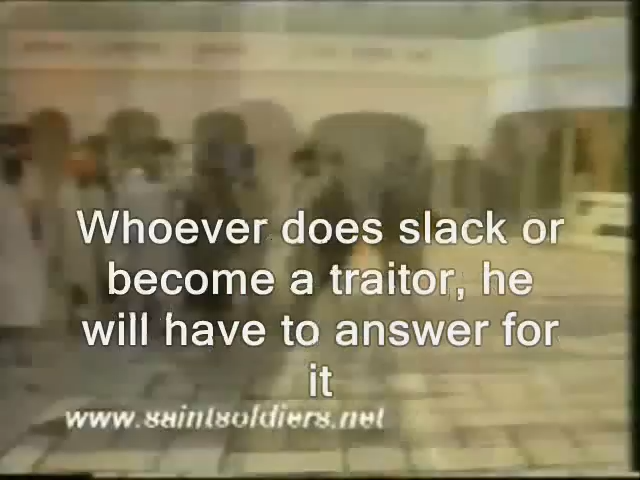 Whoever does slack or
become a traitor, he
will have to answer for
it
www.saintsoldiers.net